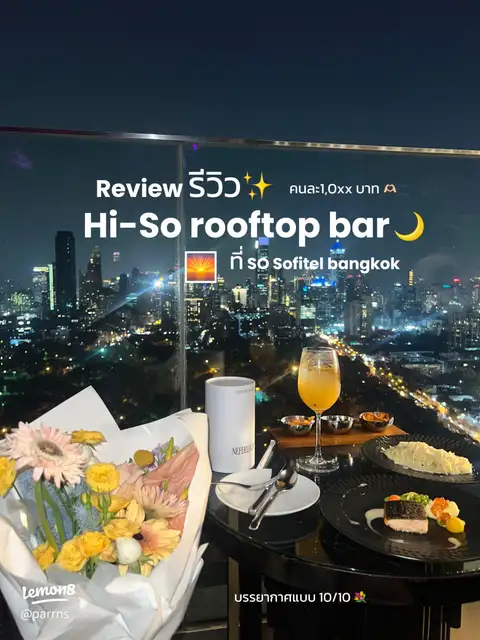 Review รีวิว✨ คนละ1,0xx บาท 🫶🏻
Hi-So rooftop bar🌙
🌅 ที่ so Sofitel bangkok
บรรยากาศแบบ 10/10 💐
Lemon8
@parrns